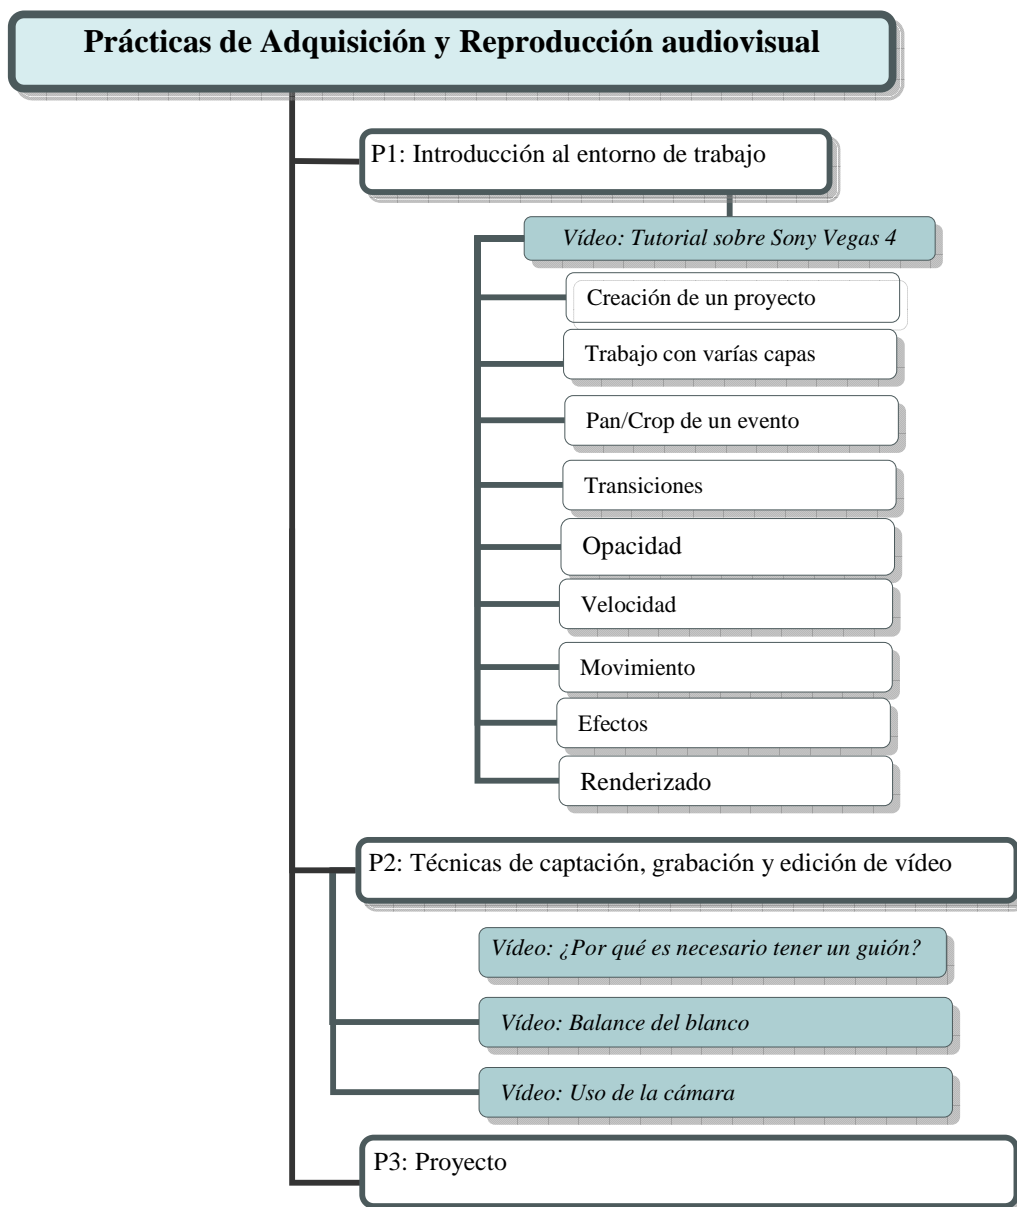 Prácticas de Adquisición y Reproducción audiovisual
P1: Introducción al entorno de trabajo
Vídeo: Tutorial sobre Sony Vegas 4
Creación de un proyecto
Trabajo con varías capas
Pan/Crop de un evento
Transiciones
Opacidad
Velocidad
Movimiento
Efectos
Renderizado
P2: Técnicas de captación, grabación y edición de vídeo
Vídeo: ¿Por qué es necesario tener un guión?
Vídeo: Balance del blanco
Vídeo: Uso de la cámara
P3: Proyecto